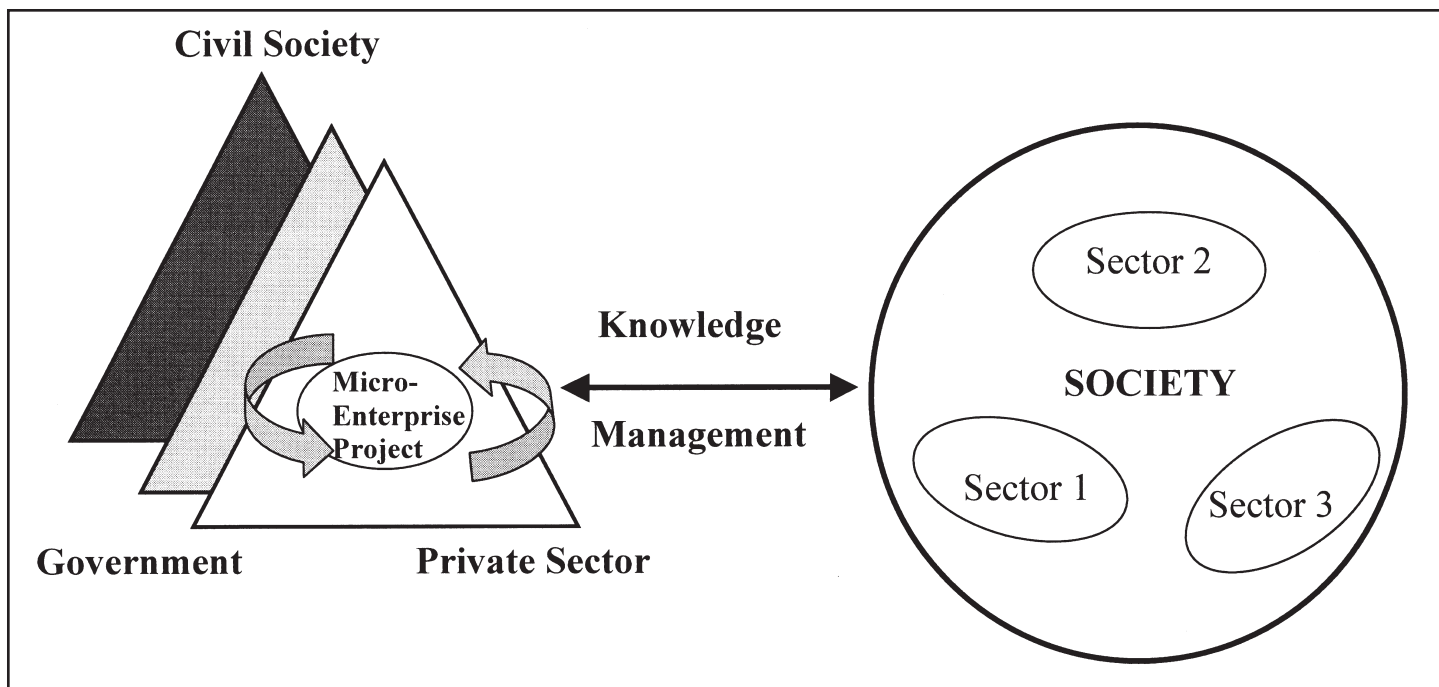 Civil Society
Micro-
Enterprise
Project
Government
Private Sector
Knowledge
Management
Sector 2
SOCIETY
Sector 1
Sector 3